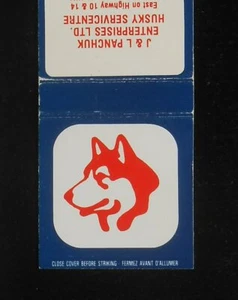 J & L PANCHUK
ENTERPRISES LTD.
HUSKY SERVICENTRE
East on Highway 10 & 14
CLOSE COVER BEFORE STRIKING FERMEZ AVANT D'ALLUMER